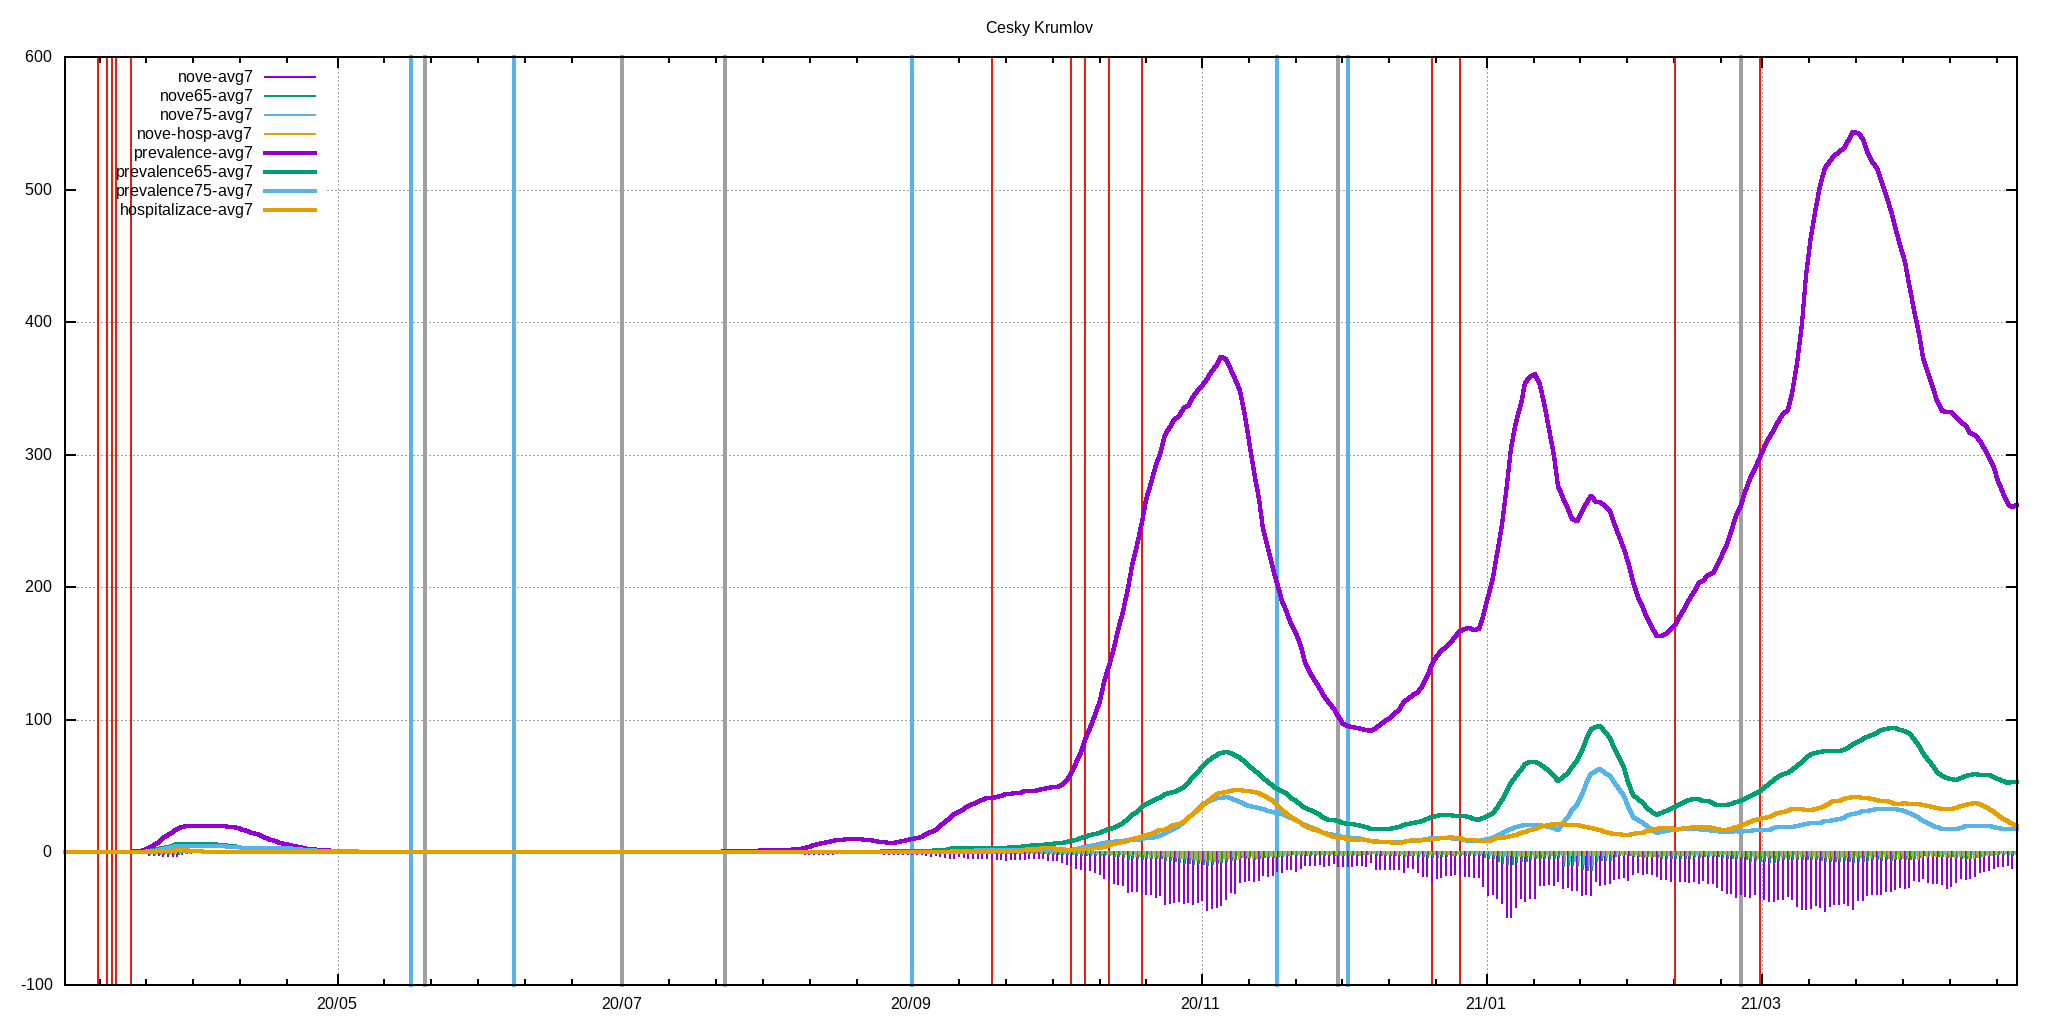 Cesky Krumlov
600
500
400
300
200
100
0
-100
nove-avg7
nove65-avg7
nove75-avg7
nove-hosp-avg7
prevalence-avg7
prevalence65-avg7
prevalence75-avg7
hospitalizace-avg7
20/05 20/07 20/09 20/11 21/01 21/03